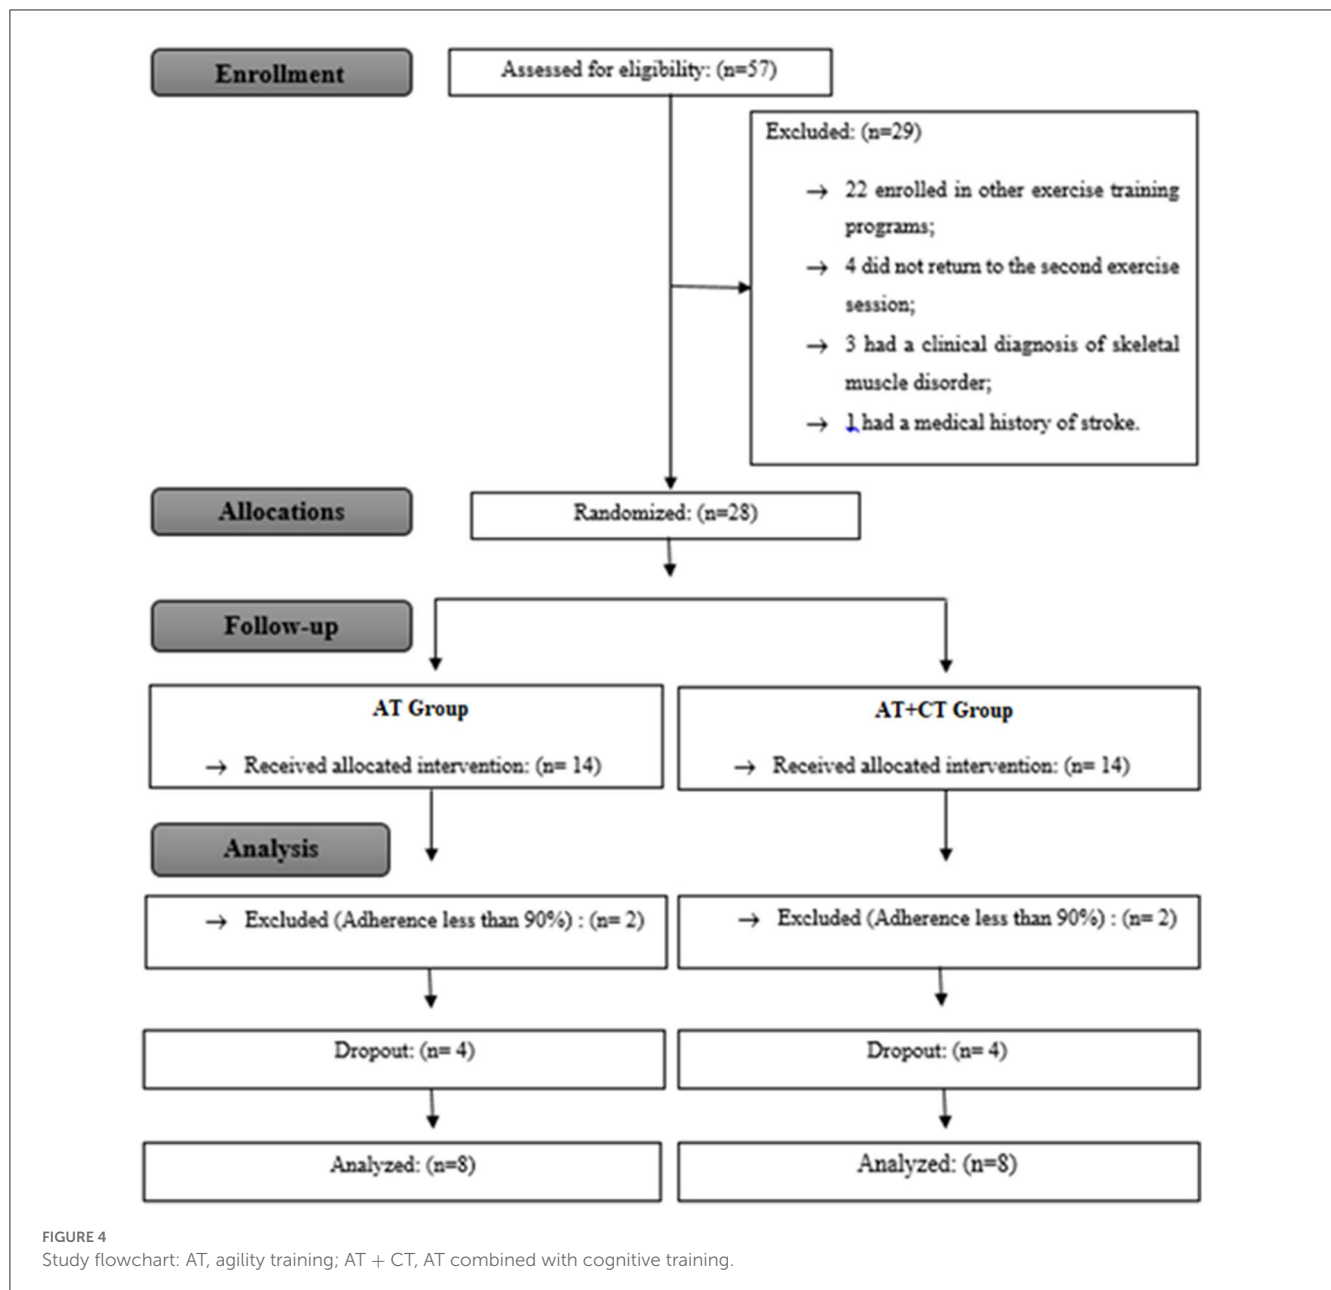 Enrollment
Assessed for eligibility: (n=57)
Excluded: (n=29)
→ 22 enrolled in other exercise training
programs;
→ 4 did not return to the second exercise
session;
→ 3 had a clinical diagnosis of skeletal
muscle disorder;
→ 1 had a medical history of stroke.
Allocations
Randomized: (n=28)
Follow-up
AT Group
→ Received allocated intervention: (n= 14)
AT+CT Group
→ Received allocated intervention: (n= 14)
Analysis
→ Excluded (Adherence less than 90%) : (n= 2)
→ Excluded (Adherence less than 90%) : (n= 2)
Dropout: (n= 4)
Dropout: (n= 4)
Analyzed: (n=8)
Analyzed: (n=8)
FIGURE 4
Study flowchart: AT, agility training; AT + CT, AT combined with cognitive training.